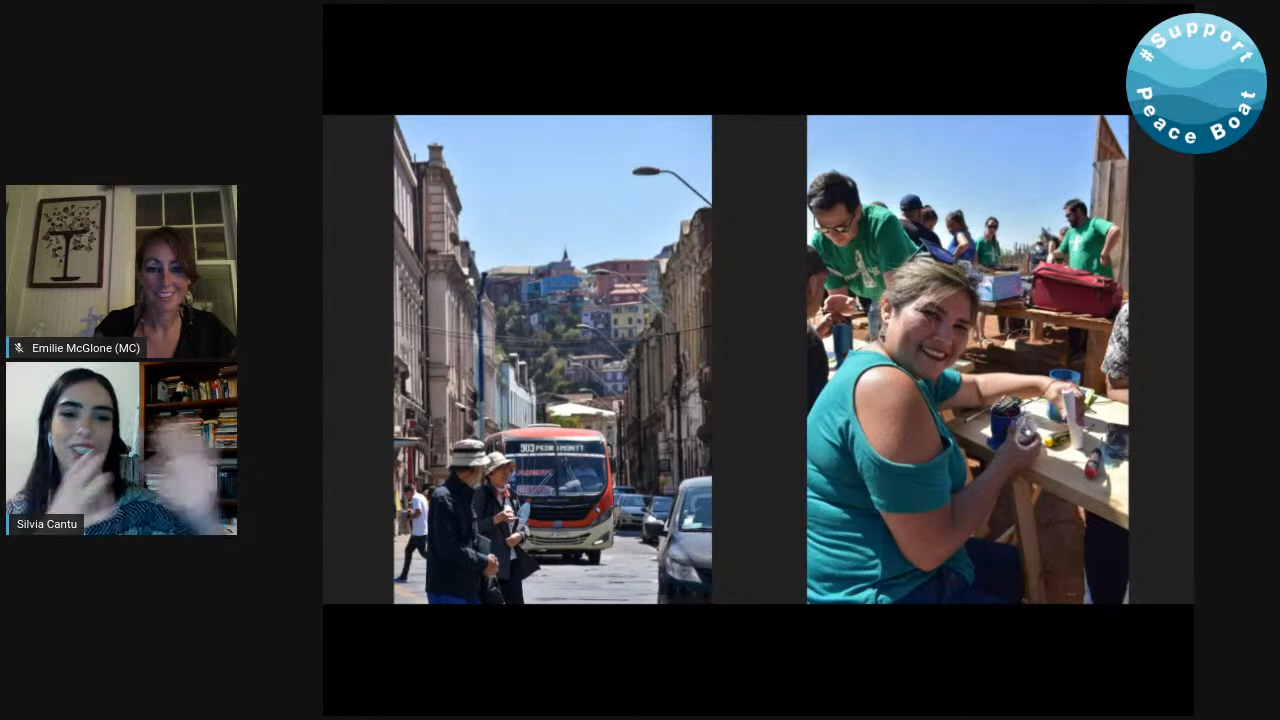 #Support
Peace Boat
Emilie McGlone (MC)
Silvia Cantu
903 PEDRO MONTT